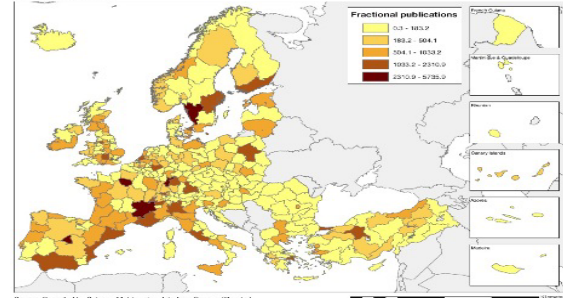 Fractional publications
0.3 - 183.2
183.2 - 504.1
504.1 - 1033.2
1033.2 - 2310.9
2310.9 - 5735.9
French Guiana
Martinique & Guadeloupe
Réunion
Canary Islands
Azores
Madeira